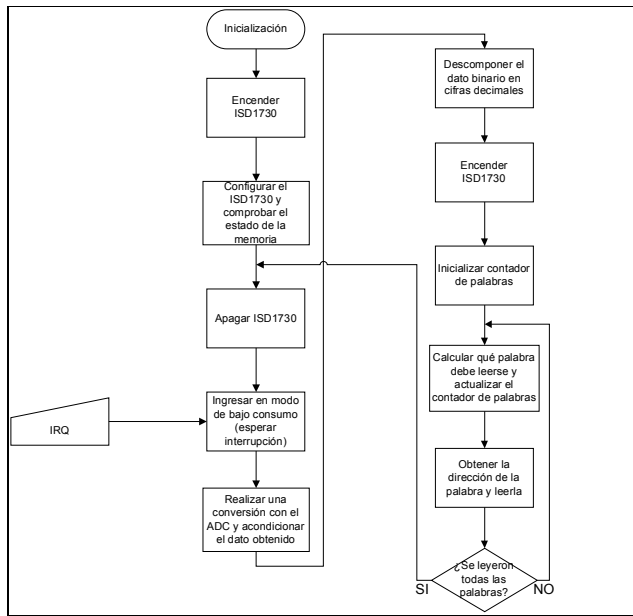 Inicialización
Encender
ISD1730
Configurar el
ISD1730 y
comprobar el
estado de la
memoria
Apagar ISD1730
Ingresar en modo
de bajo consumo
(esperar
interrupción)
IRQ
Realizar una
conversión con el
ADC y acondicionar
el dato obtenido
Descomponer el
dato binario en
cifras decimales
Encender
ISD1730
Inicializar contador
de palabras
Calcular qué palabra
debe leerse y
actualizar el
contador de palabras
Obtener la
dirección de la
palabra y leerla
¿Se leyeron
todas las
palabras?
SI
NO